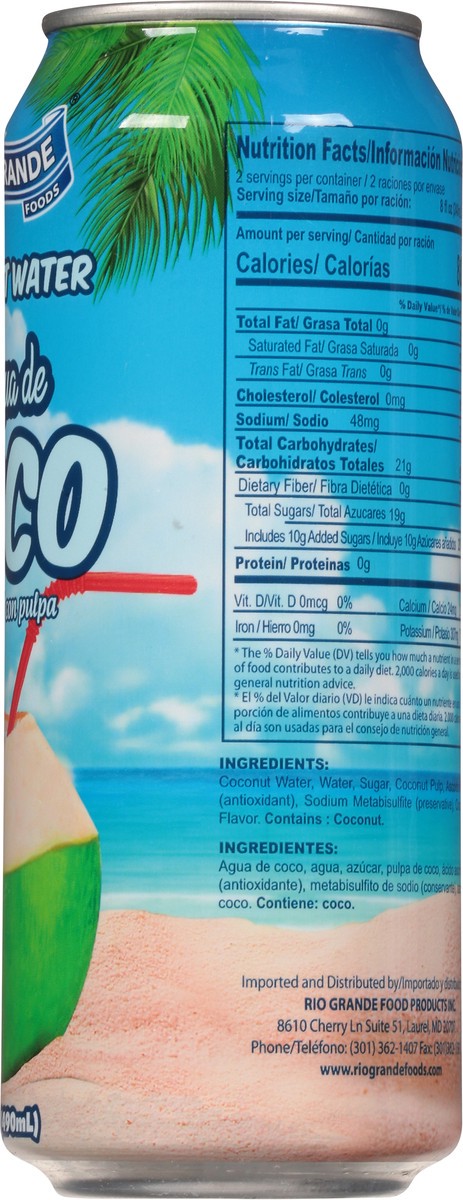 RANDE
FOODS
WATER
de
CO
con pulpa
490mL)
Nutrition Facts/Información
2 servings per container / 2 raciones por envase
Serving size/Tamaño por ración: 8 fl oz
Amount per serving/ Cantidad por ración
Calories/ Calorías
% Daily Value*/
Total Fat/ Grasa Total 0g
Saturated Fat/ Grasa Saturada 0g
Trans Fat/ Grasa Trans 0g
Cholesterol/ Colesterol 0mg
Sodium/ Sodio 48mg
Total Carbohydrates/
Carbohidratos Totales 21g
Dietary Fiber/ Fibra Dietética 0g
Total Sugars/ Total Azucares 19g
Includes 10g Added Sugars / Incluye 10g Azúcares añadidos
Protein/ Proteinas 0g
Vit. D/Vit. D 0mcg 0% Calcium / Calcio 24mg
Iron / Hierro 0mg 0% Potassium / Potasio
* The % Daily Value (DV) tells you how much a nutrient in
of food contributes to a daily diet. 2,000 calories a day is
general nutrition advice.
* El % del Valor diario (VD) le indica cuánto un nutriente
porción de alimentos contribuye a una dieta diaria. 2.000
al día son usadas para el consejo de nutrición general.
INGREDIENTS:
Coconut Water, Water, Sugar, Coconut Pulp,
(antioxidant), Sodium Metabisulfite (preservative),
Flavor. Contains : Coconut.
INGREDIENTES:
Agua de coco, agua, azúcar, pulpa de coco,
(antioxidante), metabisulfito de sodio
coco. Contiene: coco.
Imported and Distributed by/Importado y
RIO GRANDE FOOD PRODUCTS INC.
8610 Cherry Ln Suite 51, Laurel, MD 20707
Phone/Teléfono: (301) 362-1407 Fax:
www.riograndefoods.com